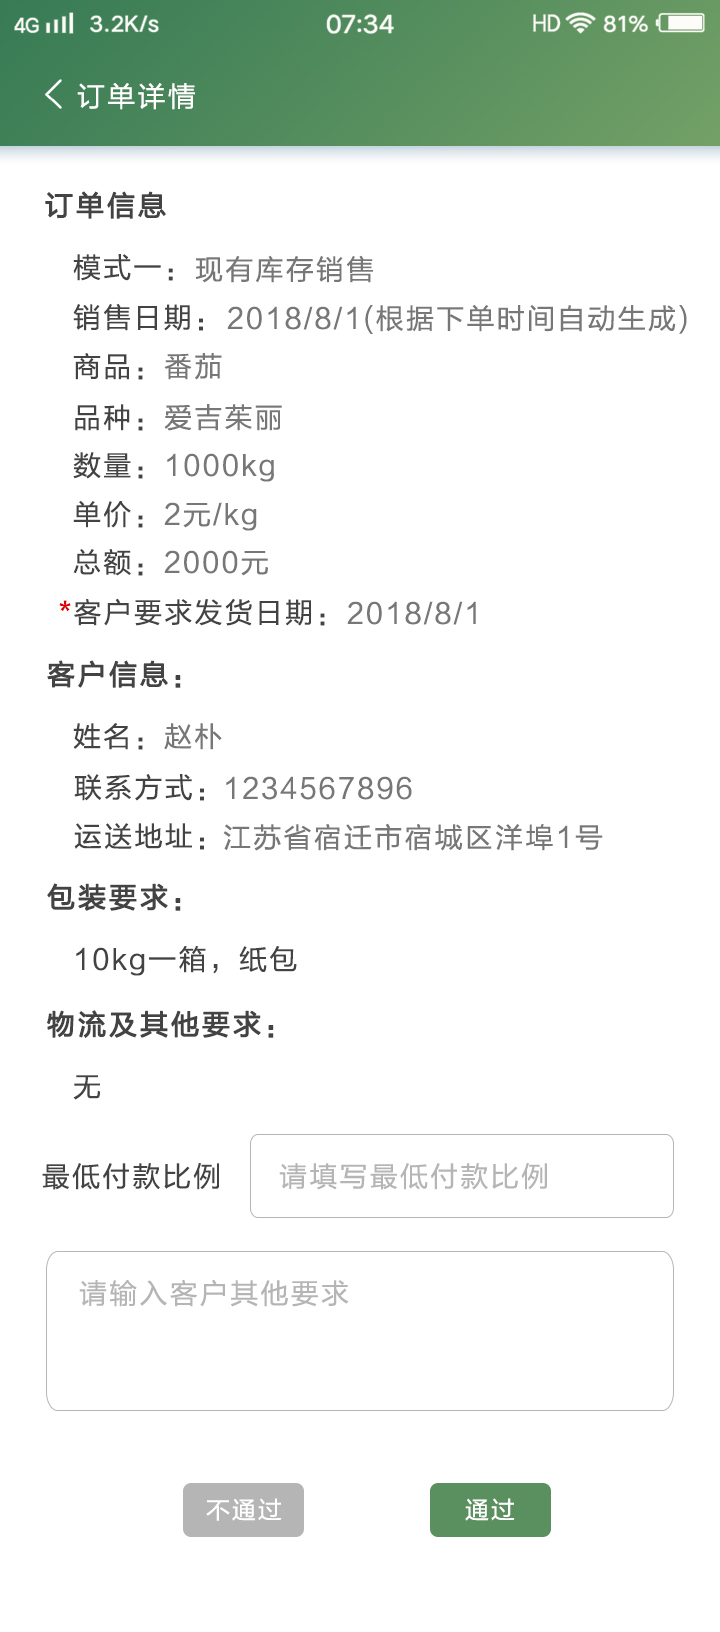 4G 3.2K/s 07:34 HD 81%
订单详情
订单信息
模式一：现有库存销售
销售日期：2018/8/1(根据下单时间自动生成)
商品：番茄
品种：爱吉茱丽
数量：1000kg
单价：2元/kg
总额：2000元
*客户要求发货日期：2018/8/1
客户信息：
姓名：赵朴
联系方式：1234567896
运送地址：江苏省宿迁市宿城区洋埠1号
包装要求：
10kg一箱，纸包
物流及其他要求：
无
最低付款比例 请填写最低付款比例
请输入客户其他要求
不通过 通过